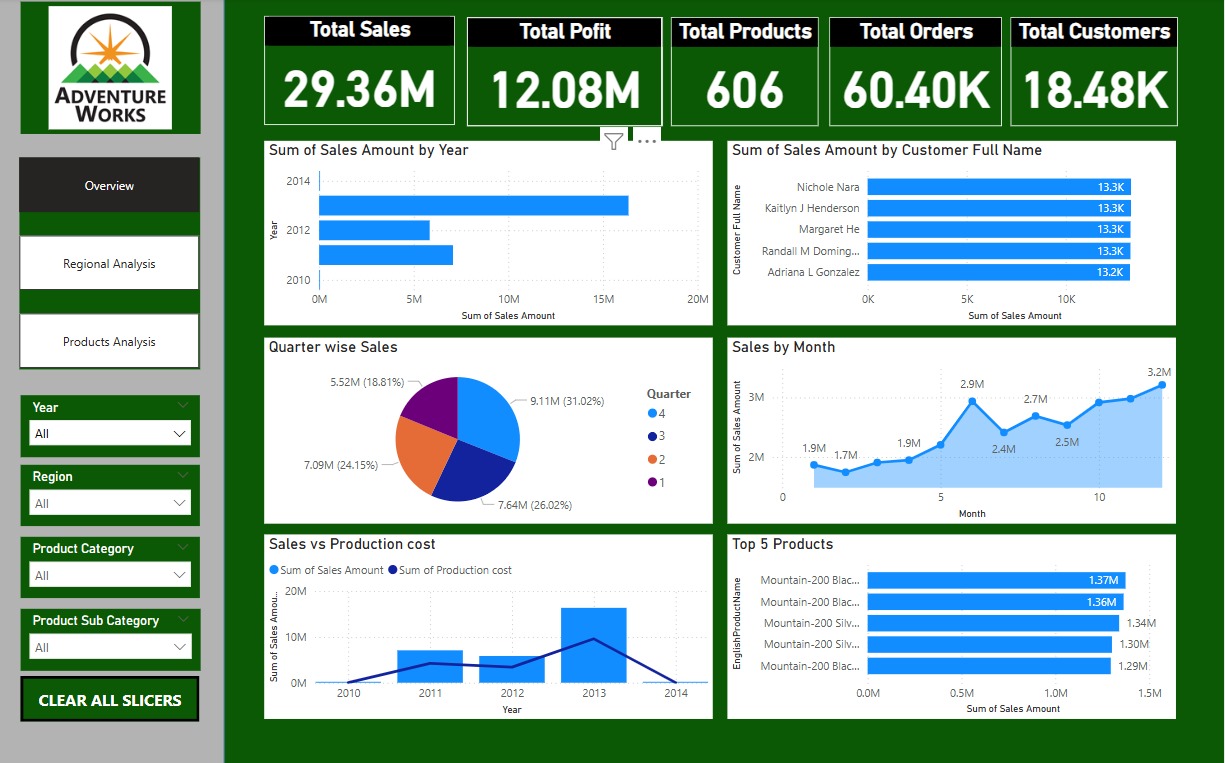 ADVENTURE
WORKS
Overview
Regional Analysis
Products Analysis
Year
All
Region
All
Product Category
All
Product Sub Category
All
CLEAR ALL SLICERS
Total Sales
29.36M
Total Pofit
12.08M
Total Products
606
Total Orders
60.40K
Total Customers
18.48K
Sum of Sales Amount by Year
Year
2014
2012
2010
0M 5M 10M 15M 20M
Sum of Sales Amount
Sum of Sales Amount by Customer Full Name
Customer Full Name
Nichole Nara 13.3K
Kaitlyn J Henderson 13.3K
Margaret He 13.3K
Randall M Doming... 13.3K
Adriana L Gonzalez 13.2K
0K 5K 10K
Sum of Sales Amount
Quarter wise Sales
5.52M (18.81%)
9.11M (31.02%)
7.09M (24.15%)
7.64M (26.02%)
Quarter
4
3
2
1
Sales by Month
Sum of Sales Amount
3M
2M
1.9M
1.7M
1.9M
2.9M
2.4M
2.7M
2.5M
3.2M
0 5 10
Month
Sales vs Production cost
Sum of Sales Amount Sum of Production cost
Sum of Sales Amou...
20M
10M
0M
2010 2011 2012 2013 2014
Year
Top 5 Products
EnglishProductName
Mountain-200 Blac... 1.37M
Mountain-200 Blac... 1.36M
Mountain-200 Silv... 1.34M
Mountain-200 Silv... 1.30M
Mountain-200 Blac... 1.29M
0.0M 0.5M 1.0M 1.5M
Sum of Sales Amount